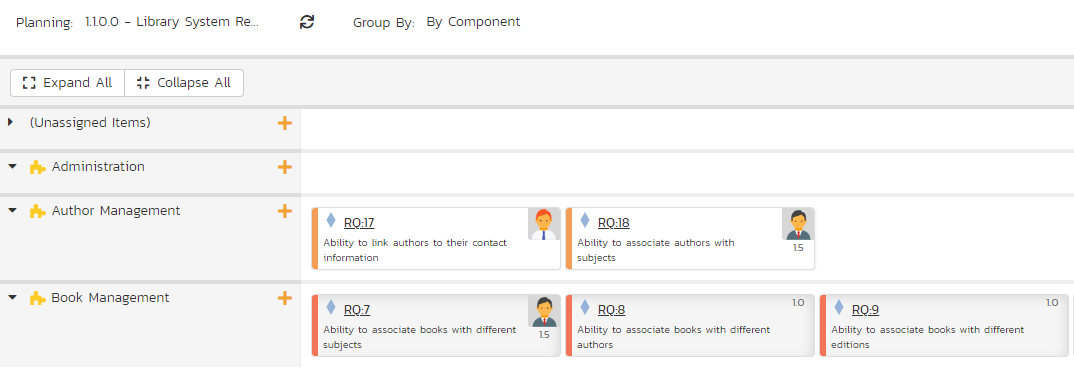 Planning: 1.1.0.0 - Library System Re... Group By: By Component
Expand All Collapse All
(Unassigned Items)
Administration
Author Management
RQ:17
Ability to link authors to their contact
information
RQ:18
1.5
Ability to associate authors with
subjects
Book Management
RQ:7
1.5
Ability to associate books with different
subjects
RQ:8
1.0
Ability to associate books with different
authors
RQ:9
1.0
Ability to associate books with different
editions